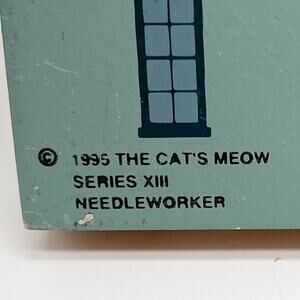 © 1995 THE CAT'S MEOW
SERIES XIII
NEEDLEWORKER